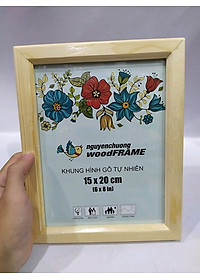 nguyenchuong
woodFRAME
KHUNG HÌNH GỖ TỰ NHIÊN
15 x 20 cm
(6 x 8 in)